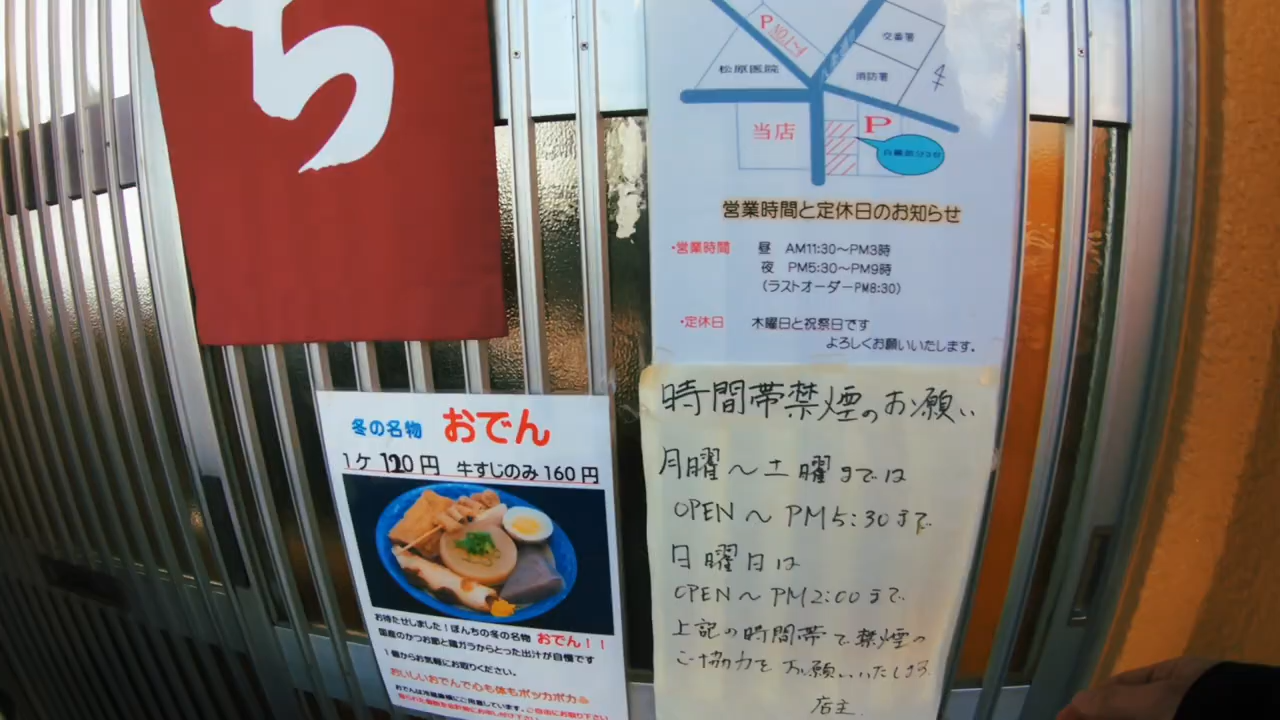 ち
P
松原医院
交番署
消防署
当店
P
営業時間と定休日のお知らせ
・営業時間 昼 AM11:30〜PM3時
夜 PM5:30〜PM9時
(ラストオーダーPM8:30)
・定休日 木曜日と祝祭日です
よろしくお願いいたします。
時間帯禁煙のお願い
月曜〜土曜までは
OPEN〜PM5:30まで
日曜日は
OPEN〜PM2:00まで
上記の時間帯で禁煙の
ご協力をお願いいたします
店主
冬の名物 おでん
1ケ 120円 牛すじのみ160円
お待たせしました!ぽんちの冬の名物 おでん!!
国産のかつお節と鶏ガラからとった出汁が自慢です
1個からお気軽にお取りください。
おいしいおでんで心も体もポッカポカ